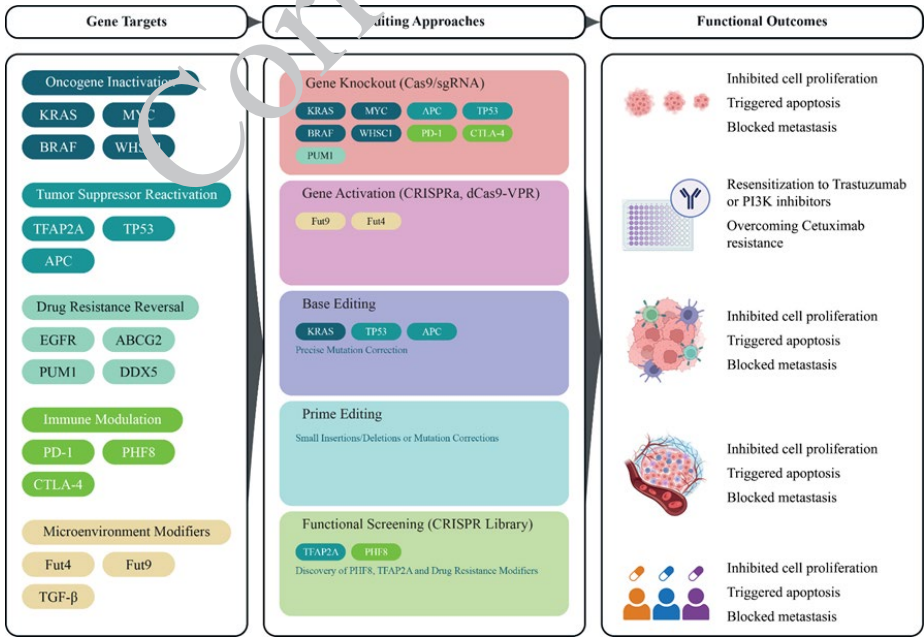 Gene Targets
Editing Approaches
Functional Outcomes
Oncogene Inactivation
KRAS
MYC
BRAF
WHSC1
Tumor Suppressor Reactivation
TFAP2A
TP53
APC
Drug Resistance Reversal
EGFR
ABCG2
PUM1
DDX5
Immune Modulation
PD-1
PHF8
CTLA-4
Microenvironment Modifiers
Fut4
Fut9
TGF-β
Gene Knockout (Cas9/sgRNA)
KRAS
MYC
APC
TP53
BRAF
WHSC1
PD-1
CTLA-4
PUM1
Gene Activation (CRISPRa, dCas9-VPR)
Fut9
Fut4
Base Editing
KRAS
TP53
APC
Precise Mutation Correction
Prime Editing
Small Insertions/Deletions or Mutation Corrections
Functional Screening (CRISPR Library)
TFAP2A
PHF8
Discovery of PHF8, TFAP2A and Drug Resistance Modifiers
Inhibited cell proliferation
Triggered apoptosis
Blocked metastasis
Resensitization to Trastuzumab
or PI3K inhibitors
Overcoming Cetuximab
resistance
Inhibited cell proliferation
Triggered apoptosis
Blocked metastasis
Inhibited cell proliferation
Triggered apoptosis
Blocked metastasis
Inhibited cell proliferation
Triggered apoptosis
Blocked metastasis